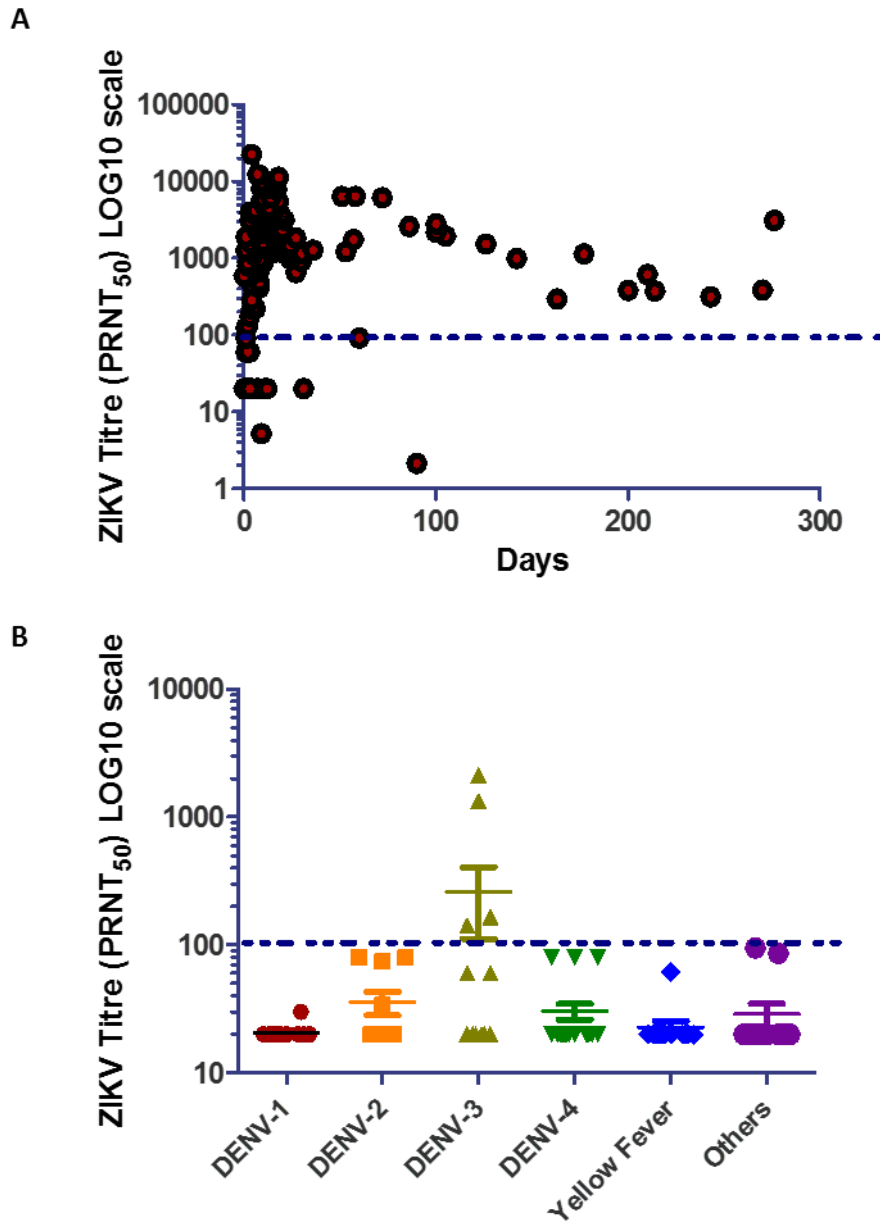 A
ZIKV Titre (PRNT₅₀) LOG10 scale
100000
10000
1000
100
10
1
0 100 200 300
Days
B
ZIKV Titre (PRNT₅₀) LOG10 scale
10000
1000
100
10
DENV-1 DENV-2 DENV-3 DENV-4 Yellow Fever Others